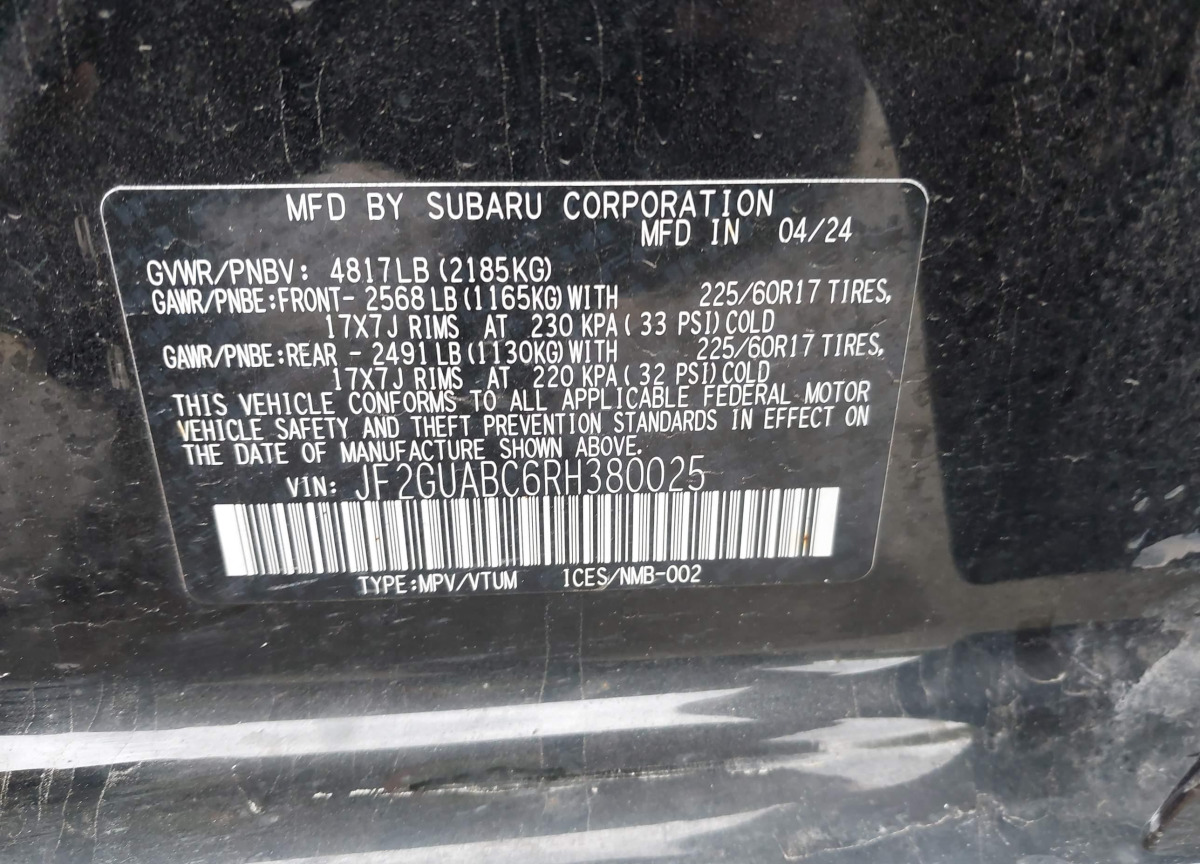 MFD BY SUBARU CORPORATION
MFD IN 04/24
GVWR/PNBV: 4817LB (2185KG)
GAWR/PNBE:FRONT- 2568 LB (1165KG) WITH 225/60R17 TIRES,
17X7J RIMS AT 230 KPA ( 33 PSI) COLD
GAWR/PNBE:REAR - 2491 LB (1130KG) WITH 225/60R17 TIRES,
17X7J RIMS AT 220 KPA ( 32 PSI) COLD
THIS VEHICLE CONFORMS TO ALL APPLICABLE FEDERAL MOTOR
VEHICLE SAFETY AND THEFT PREVENTION STANDARDS IN EFFECT ON
THE DATE OF MANUFACTURE SHOWN ABOVE.
VIN: JF2GUABC6RH380025
TYPE:MPV/VTUM ICES/NMB-002